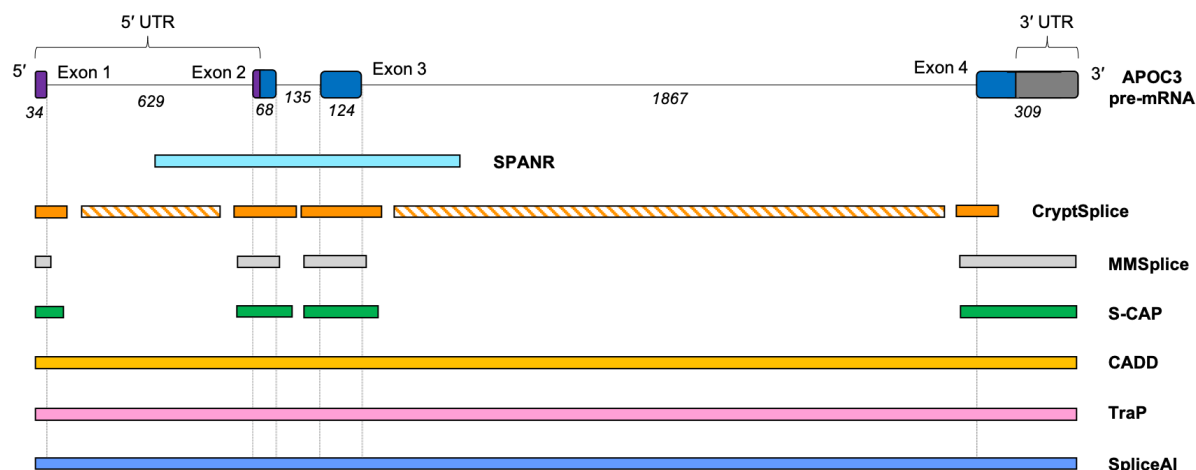 5′ UTR
3′ UTR
5′ Exon 1 Exon 2 Exon 3 Exon 4 3′
APOC3
pre-mRNA
34 629 68 135 124 1867 309
SPANR
CryptSplice
MMSplice
S-CAP
CADD
TraP
SpliceAI